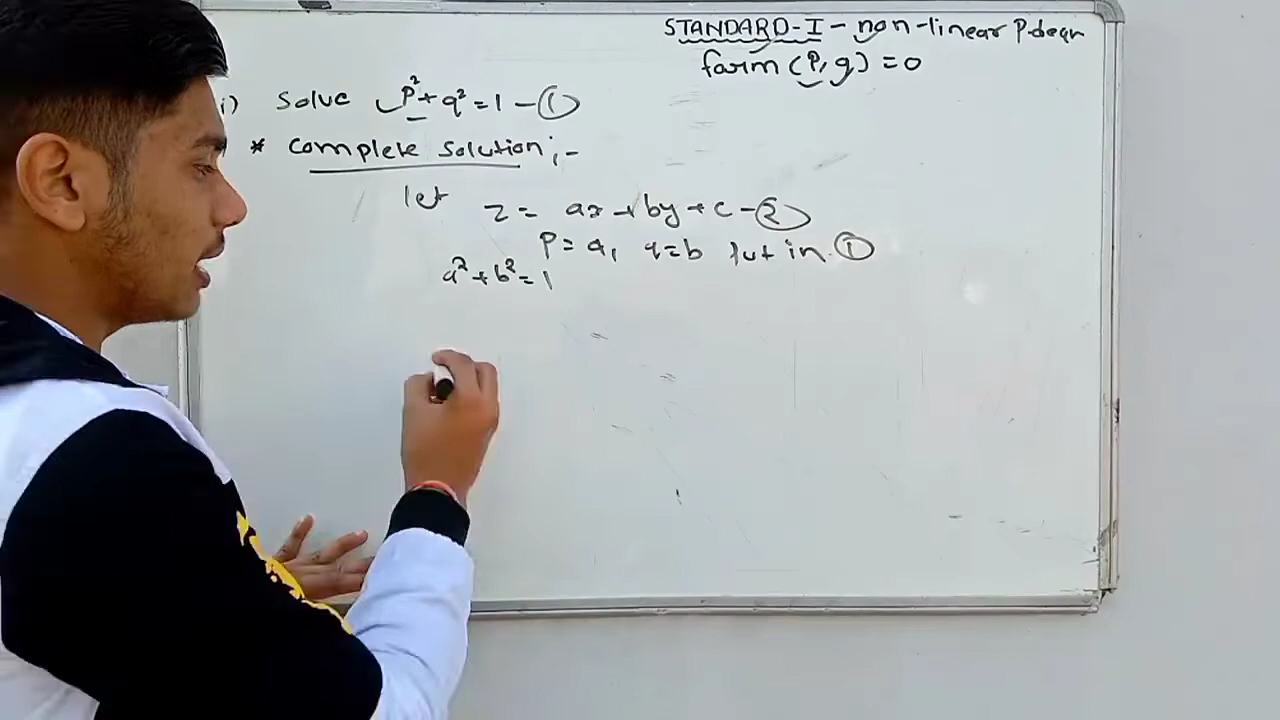 STANDARD-I - non-linear P.deqn
form (P, q) = 0
i) Solve p² + q² = 1 - ①
* complete solution :-
let z = ax + by + c - ②
P = a, q = b put in ①
a² + b² = 1